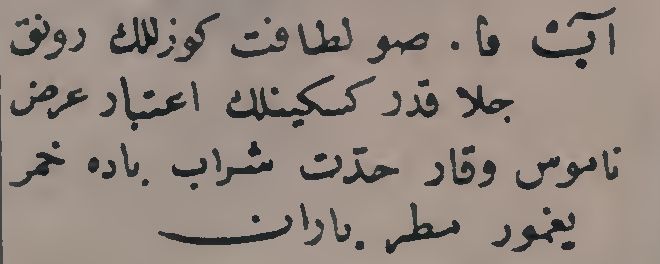 آب ما. صو لطافت كوزللك رونق
جلا قدر كسكينلك اعتبار عرض
ناموس وقار حدّت شراب باده خمر
يغمور مطر باران